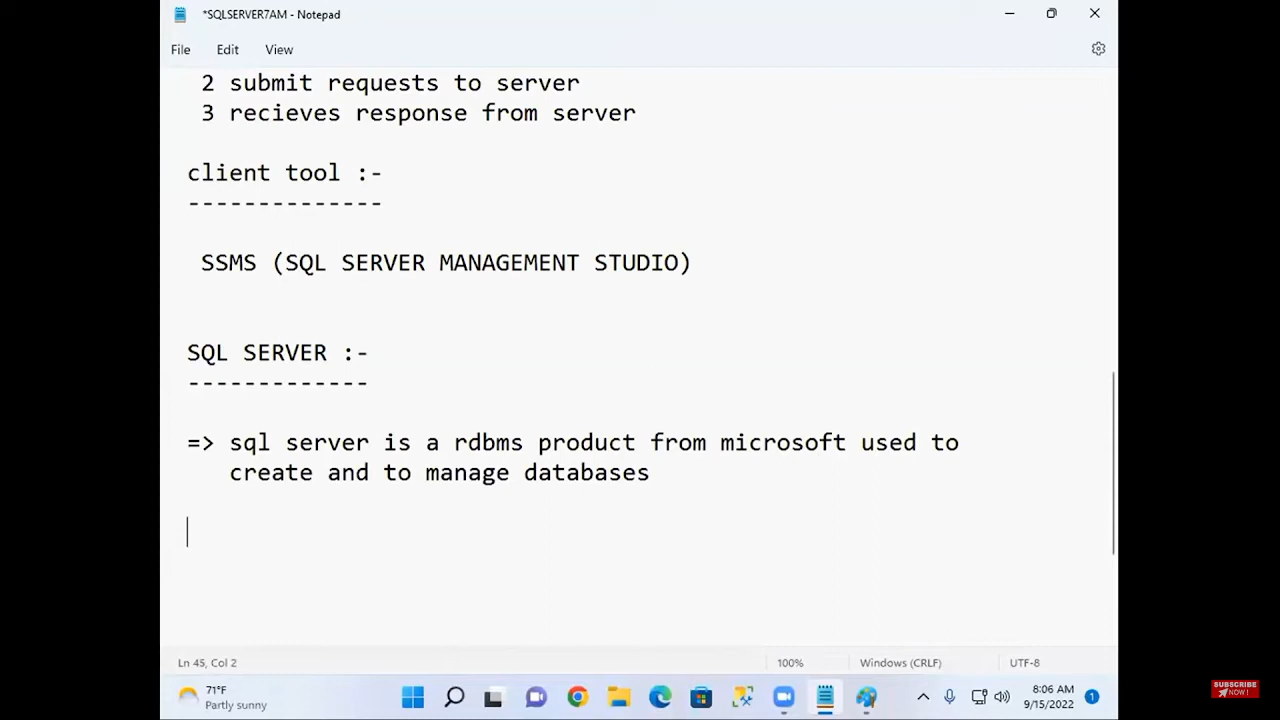 *SQLSERVER7AM - Notepad
File Edit View
2 submit requests to server
3 recieves response from server
client tool :-
--------------
SSMS (SQL SERVER MANAGEMENT STUDIO)
SQL SERVER :-
-------------
=> sql server is a rdbms product from microsoft used to
create and to manage databases
Ln 45, Col 2 100% Windows (CRLF) UTF-8
71°F
Partly sunny
8:06 AM
9/15/2022
1
SUBSCRIBE
NOW!